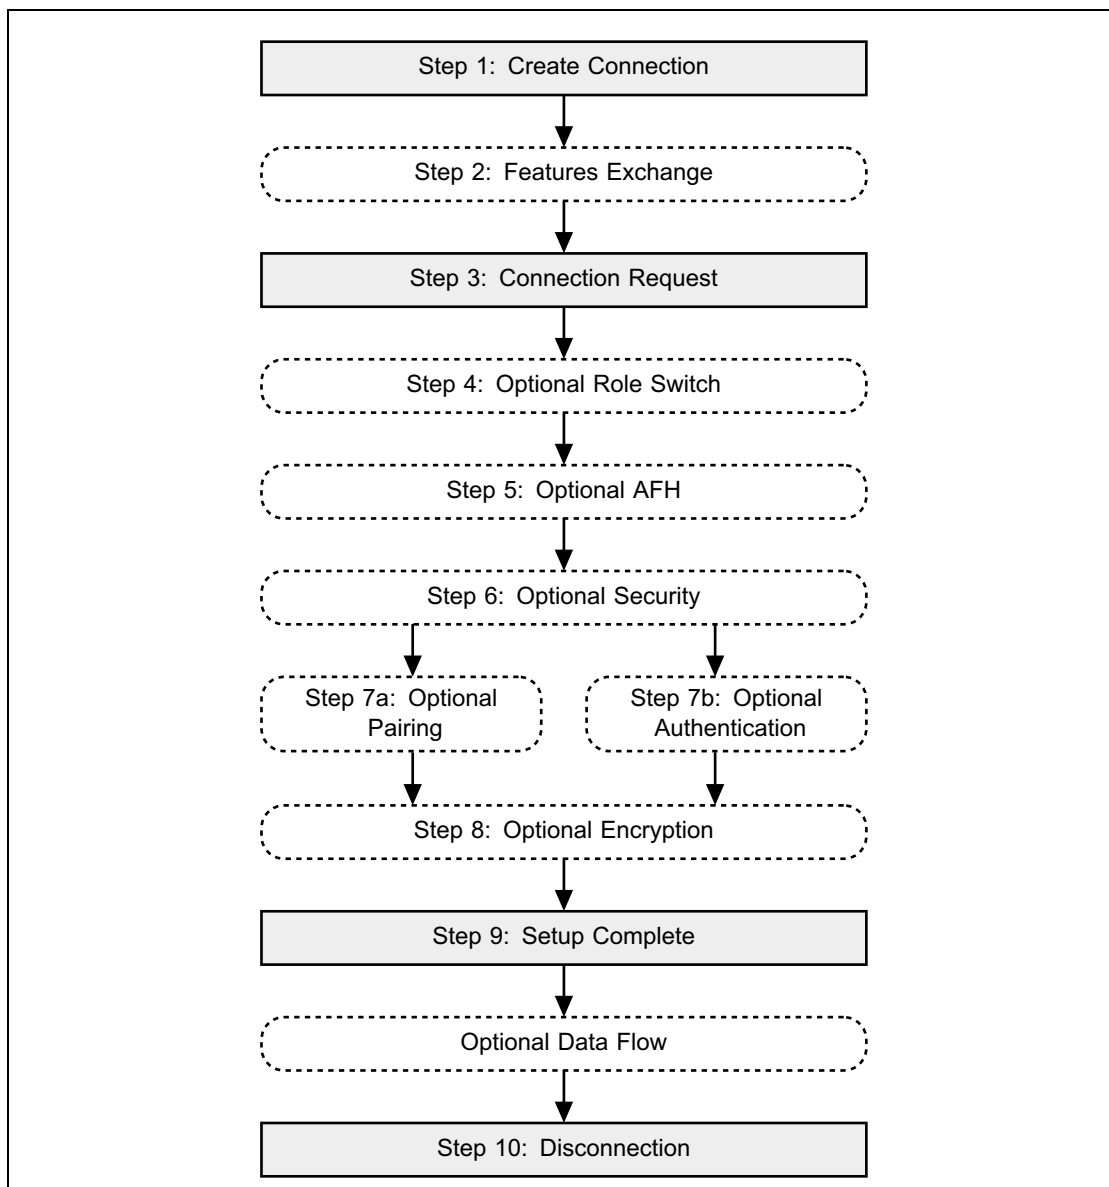 Step 1: Create Connection
Step 2: Features Exchange
Step 3: Connection Request
Step 4: Optional Role Switch
Step 5: Optional AFH
Step 6: Optional Security
Step 7a: Optional
Pairing
Step 7b: Optional
Authentication
Step 8: Optional Encryption
Step 9: Setup Complete
Optional Data Flow
Step 10: Disconnection